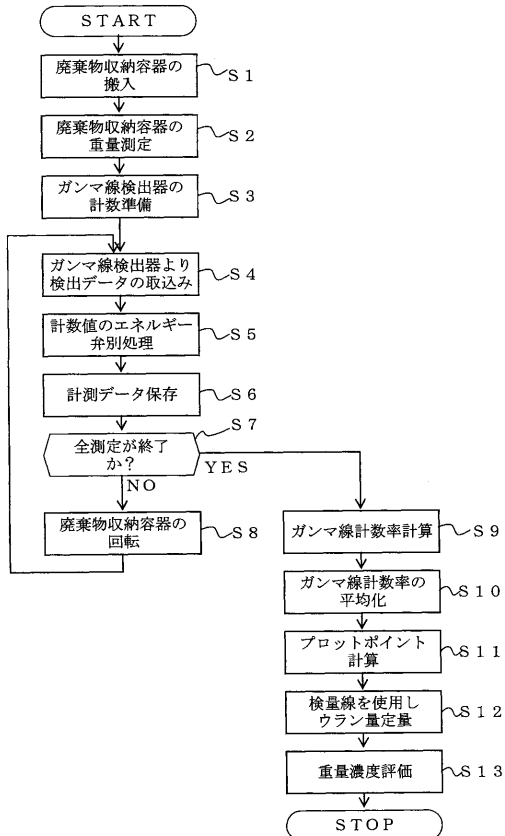 START
廃棄物収納容器の
搬入
S1
廃棄物収納容器の
重量測定
S2
ガンマ線検出器の
計数準備
S3
ガンマ線検出器より
検出データの取込み
S4
計数値のエネルギー
弁別処理
S5
計測データ保存
S6
全測定が終了
か?
S7
YES
NO
廃棄物収納容器の
回転
S8
ガンマ線計数率計算
S9
ガンマ線計数率の
平均化
S10
プロットポイント
計算
S11
検量線を使用し
ウラン量定量
S12
重量濃度評価
S13
STOP